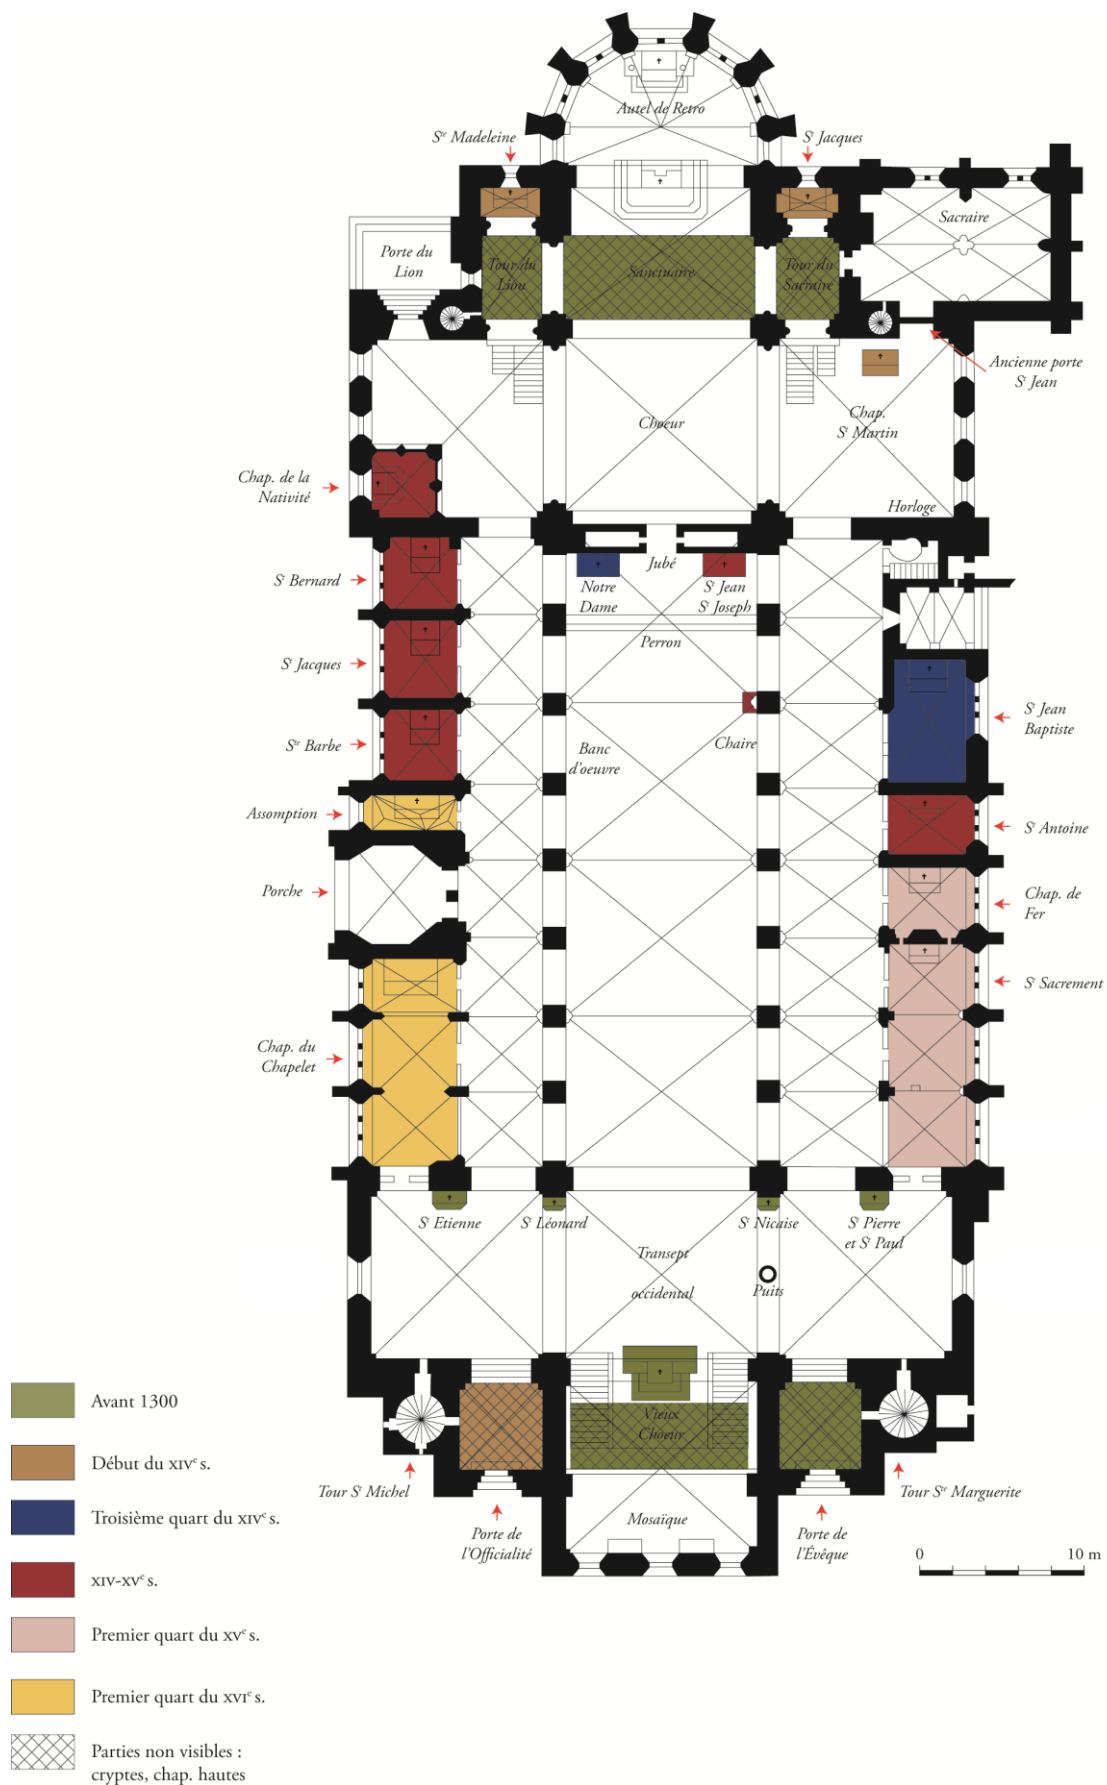 Autel de Retro
Sᵗᵉ Madeleine
Sᵗ Jacques
Sacraire
Porte du
Lion
Tour du
Lion
Sanctuaire
Tour du
Sacraire
Ancienne porte
Sᵗ Jean
Choeur
Chap.
Sᵗ Martin
Chap. de la
Nativité
Horloge
Jubé
Sᵗ Bernard
Notre
Dame
Sᵗ Jean
Sᵗ Joseph
Perron
Sᵗ Jacques
Sᵗ Jean
Baptiste
Sᵗᵉ Barbe
Banc
d'oeuvre
Chaire
Assomption
Sᵗ Antoine
Porche
Chap. de
Fer
Sᵗ Sacrement
Chap. du
Chapelet
Sᵗ Etienne
Sᵗ Léonard
Sᵗ Nicaise
Sᵗ Pierre
et Sᵗ Paul
Transept
occidental
Puits
Vieux
Choeur
Tour Sᵗ Michel
Tour Sᵗᵉ Marguerite
Porte de
l'Officialité
Mosaïque
Porte de
l'Évêque
0 10 m
Avant 1300
Début du XIVᵉ s.
Troisième quart du XIVᵉ s.
XIV-XVᵉ s.
Premier quart du XVᵉ s.
Premier quart du XVIᵉ s.
Parties non visibles :
cryptes, chap. hautes